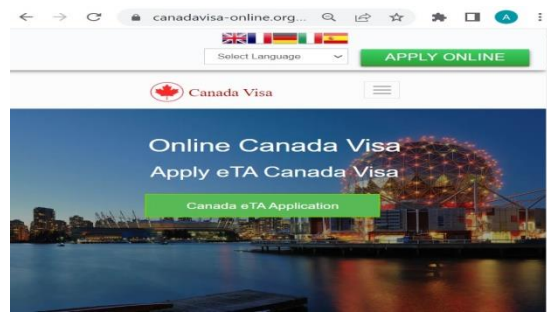 canadavisa-online.org...
A
Select Language
APPLY ONLINE
Canada Visa
Online Canada Visa
Apply eTA Canada Visa
Canada eTA Application